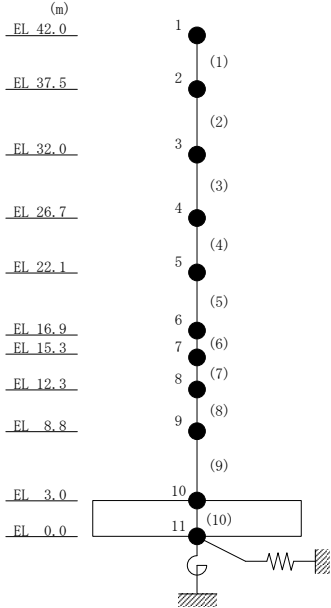 (m)
EL 42.0 1
(1)
EL 37.5 2
(2)
EL 32.0 3
(3)
EL 26.7 4
(4)
EL 22.1 5
(5)
EL 16.9 6
(6)
EL 15.3 7
(7)
EL 12.3 8
(8)
EL 8.8 9
(9)
EL 3.0 10
(10)
EL 0.0 11